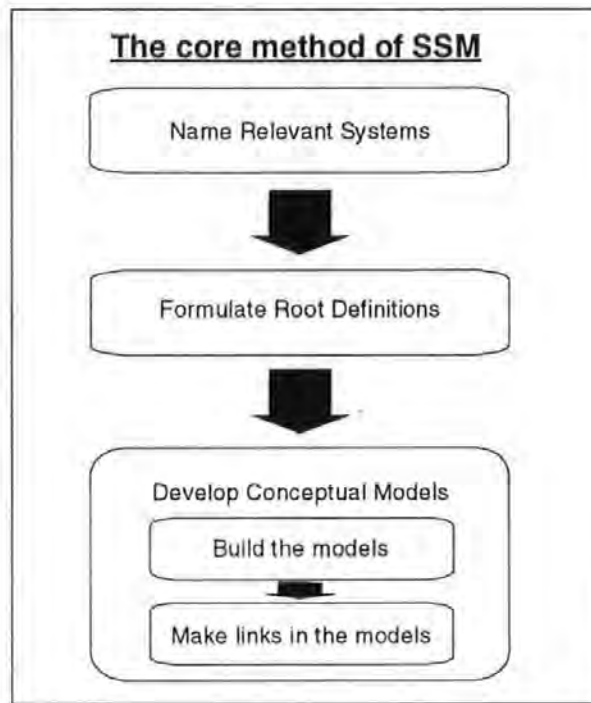 The core method of SSM
Name Relevant Systems
Formulate Root Definitions
Develop Conceptual Models
Build the models
Make links in the models